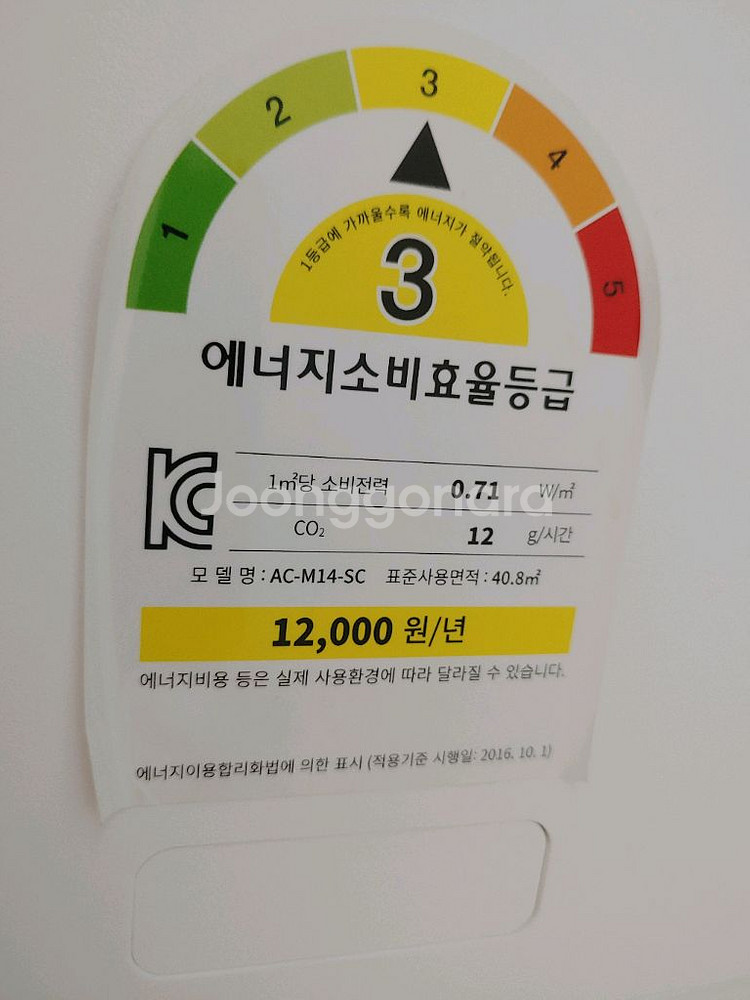 1
2
3
4
5
1등급에 가까울수록 에너지가 절약됩니다.
3
에너지소비효율등급
1㎡당 소비전력 0.71 W/㎡
Joonggonara
CO₂ 12 g/시간
모 델 명 : AC-M14-SC 표준사용면적 : 40.8㎡
12,000 원/년
에너지비용 등은 실제 사용환경에 따라 달라질 수 있습니다.
에너지이용합리화법에 의한 표시 (적용기준 시행일: 2016. 10. 1)